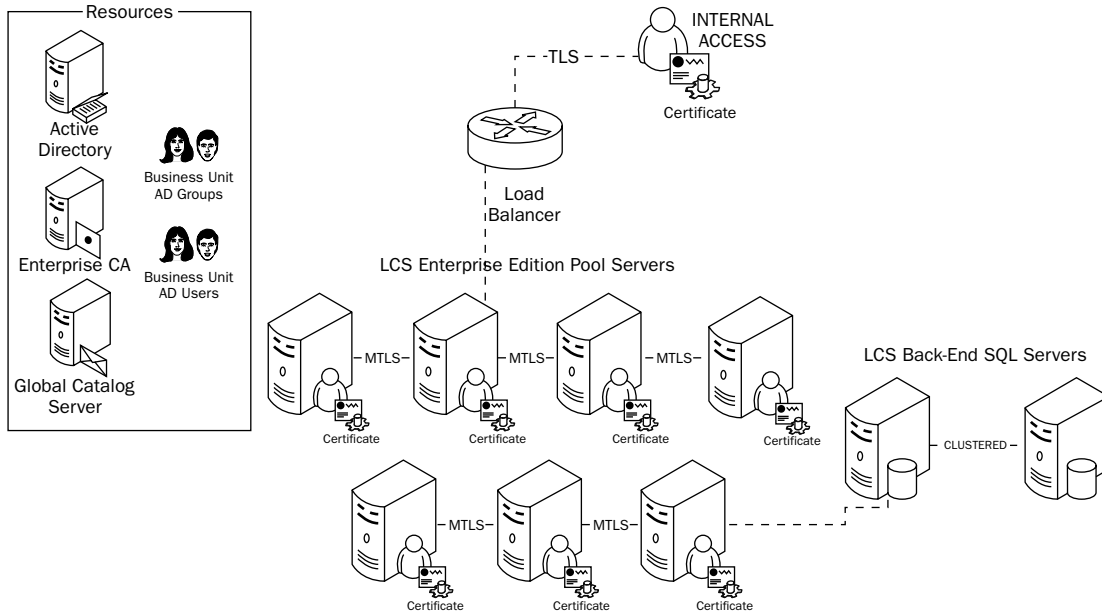 Resources
Active
Directory
Business Unit
AD Groups
Enterprise CA
Business Unit
AD Users
Global Catalog
Server
INTERNAL
ACCESS
TLS
Certificate
Load
Balancer
LCS Enterprise Edition Pool Servers
MTLS
MTLS
MTLS
Certificate
Certificate
Certificate
Certificate
LCS Back-End SQL Servers
CLUSTERED
MTLS
MTLS
Certificate
Certificate
Certificate